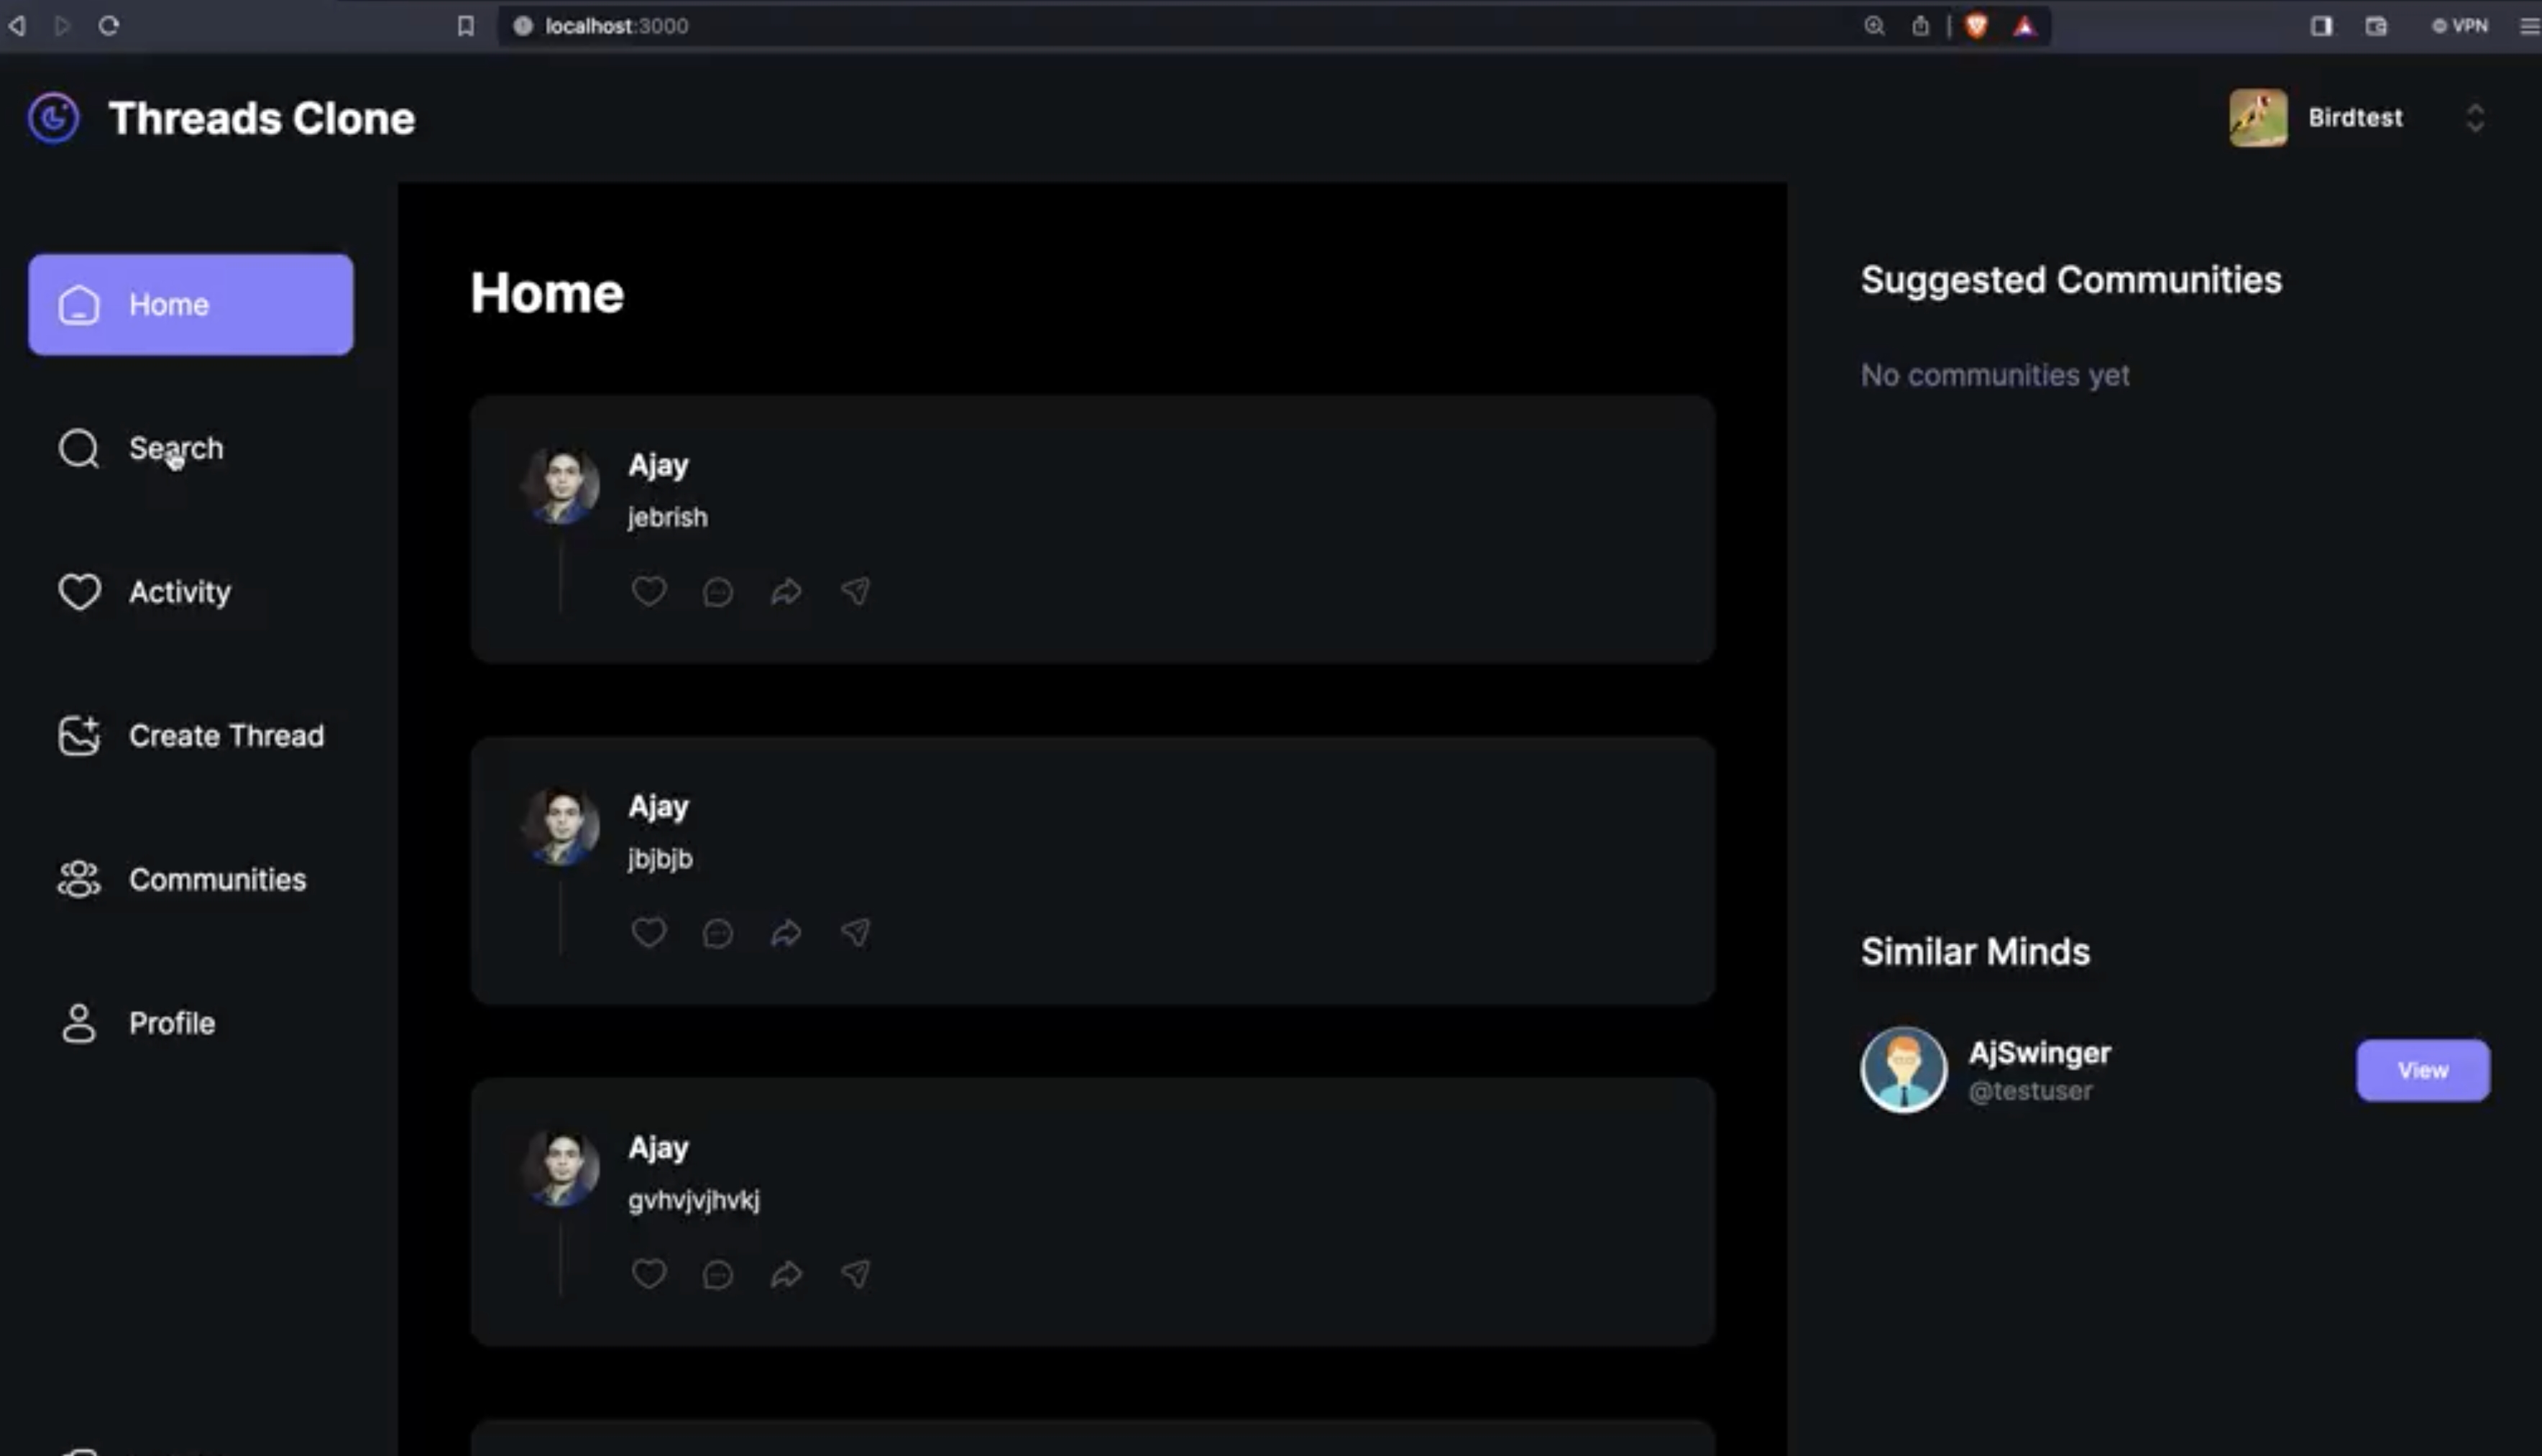 localhost:3000
VPN
Threads Clone
Birdtest
Home
Search
Activity
Create Thread
Communities
Profile
Home
Ajay
jebrish
Ajay
jbjbjb
Ajay
gvhvjvjhvkj
Suggested Communities
No communities yet
Similar Minds
AjSwinger
@testuser
View